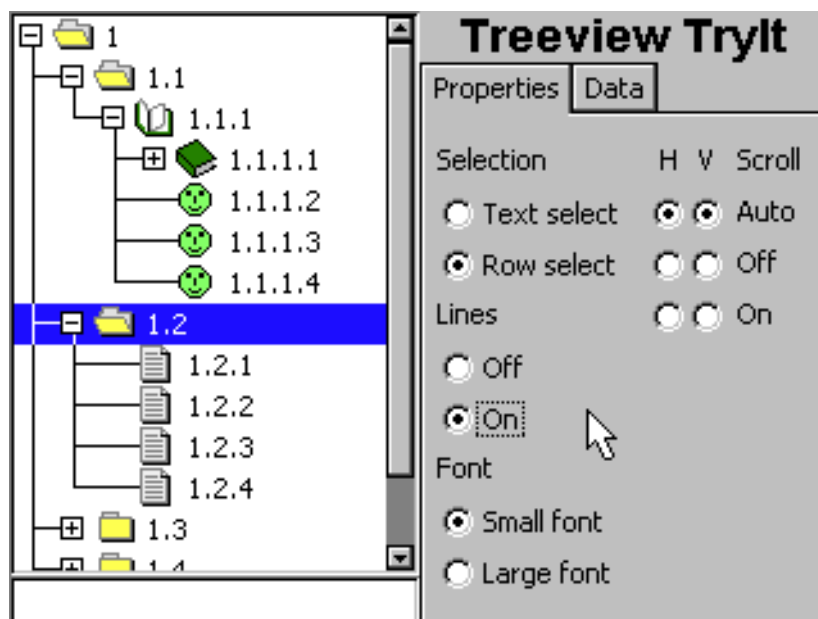 1
1.1
1.1.1
1.1.1.1
1.1.1.2
1.1.1.3
1.1.1.4
1.2
1.2.1
1.2.2
1.2.3
1.2.4
1.3
1.4
Treeview TryIt
Properties Data
Selection H V Scroll
Text select Auto
Row select Off
Lines On
Off
On
Font
Small font
Large font